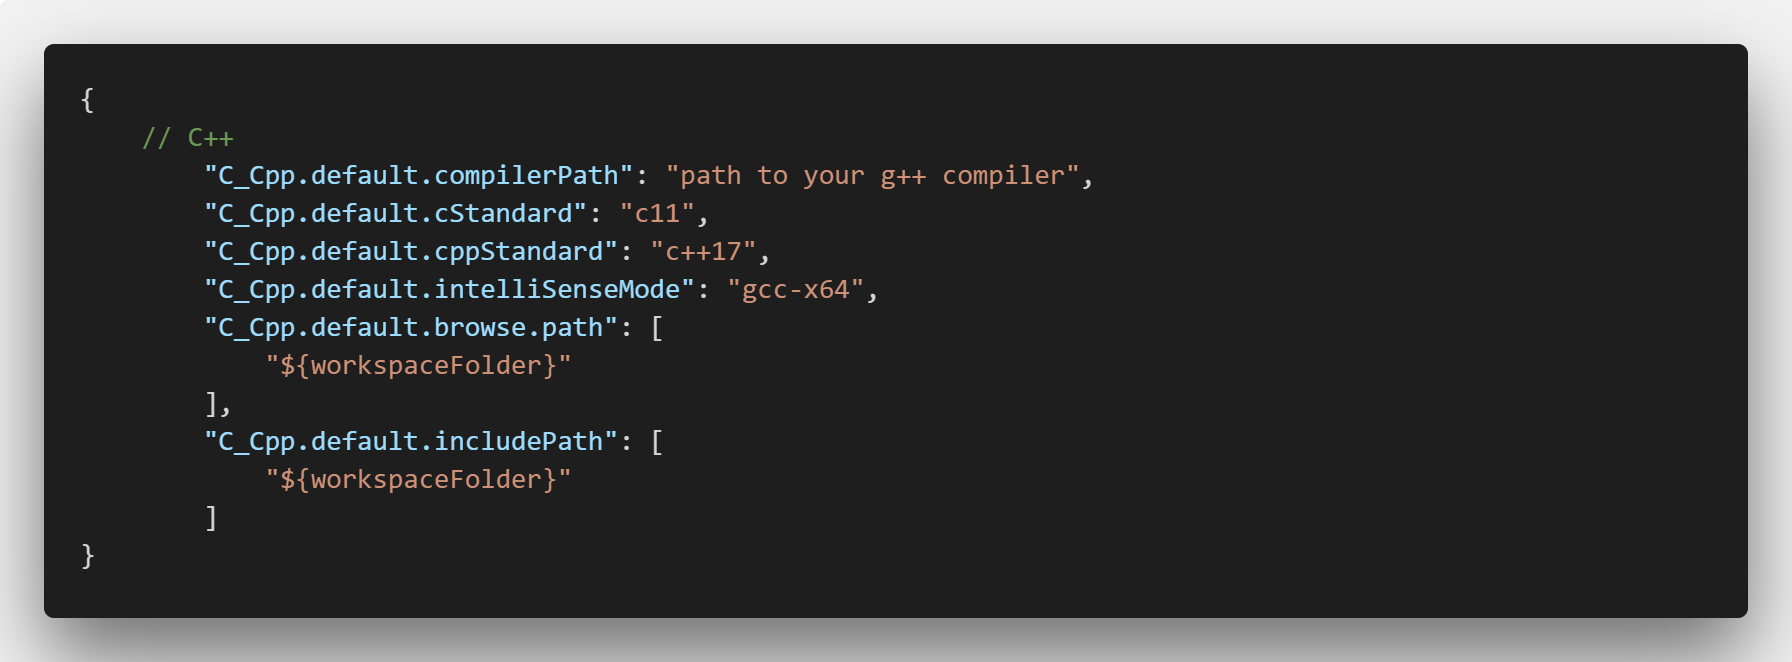 {
    // C++
        "C_Cpp.default.compilerPath": "path to your g++ compiler",
        "C_Cpp.default.cStandard": "c11",
        "C_Cpp.default.cppStandard": "c++17",
        "C_Cpp.default.intelliSenseMode": "gcc-x64",
        "C_Cpp.default.browse.path": [
            "${workspaceFolder}"
        ],
        "C_Cpp.default.includePath": [
            "${workspaceFolder}"
        ]
}